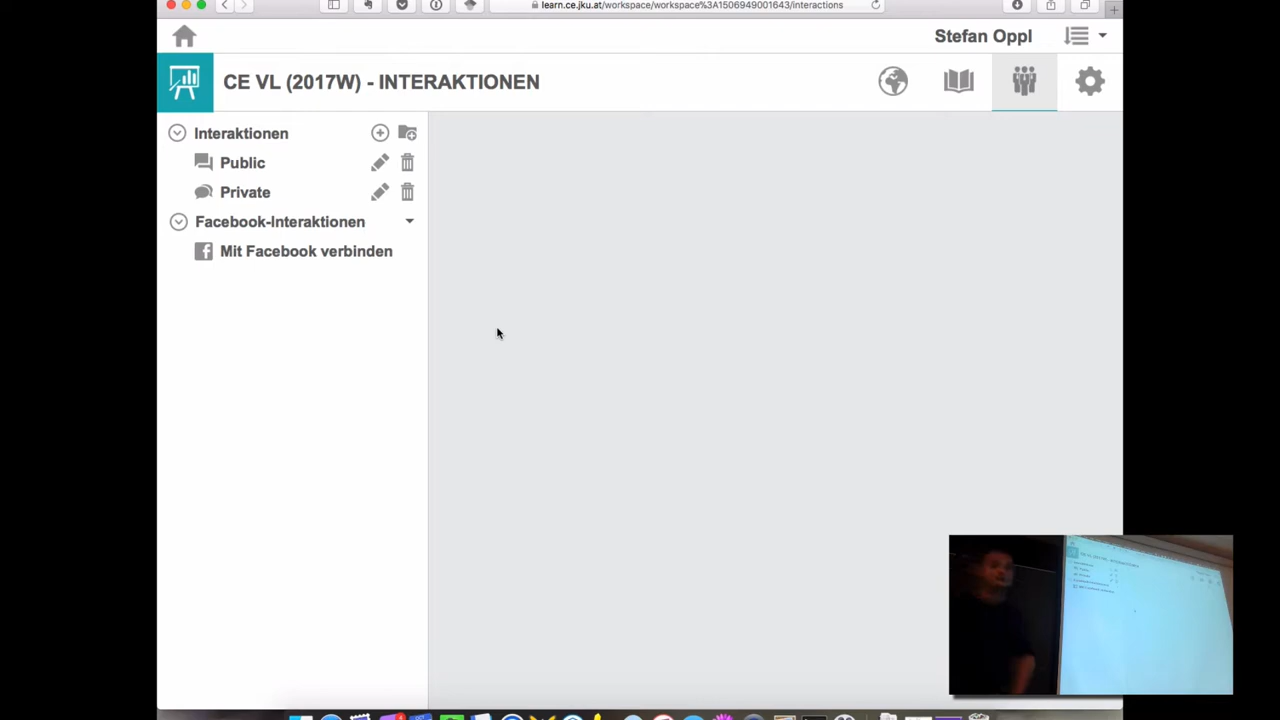 learn.ce.jku.at/workspace/workspace%3A1506949001643/interactions
Stefan Oppl
CE VL (2017W) - INTERAKTIONEN
Interaktionen
Public
Private
Facebook-Interaktionen
Mit Facebook verbinden